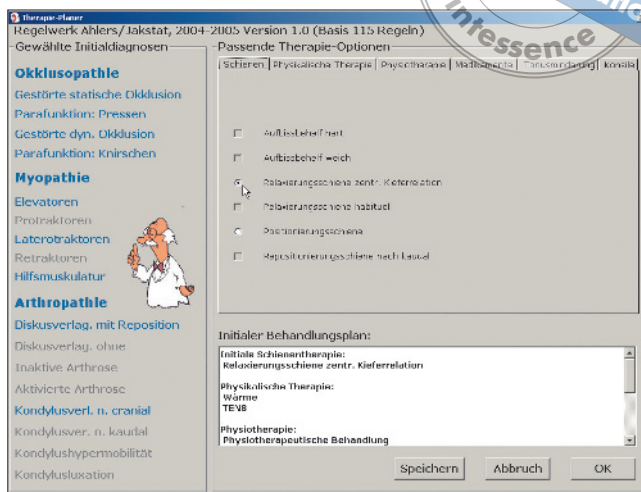 Therapie-Planer
Regelwerk Ahlers/Jakstat, 2004-2005 Version 1.0 (Basis 115 Regeln)
Gewählte Initialdiagnosen
Okklusopathie
Gestörte statische Okklusion
Parafunktion: Pressen
Gestörte dyn. Okklusion
Parafunktion: Knirschen
Myopathie
Elevatoren
Protraktoren
Laterotraktoren
Retraktoren
Hilfsmuskulatur
Arthropathie
Diskusverlag. mit Reposition
Diskusverlag. ohne
Inaktive Arthrose
Aktivierte Arthrose
Kondylusverl. n. cranial
Kondylusver. n. kaudal
Kondylushypermobilität
Kondylusluxation
Passende Therapie-Optionen
Schienen Physikalische Therapie Physiotherapie Medikamente Konsile
Aufbissbehelf hart
Aufbissbehelf weich
Relaxierungsschiene zentr. Kieferrelation
Relaxierungsschiene habituel
Positionierungsschiene
Repositionierungsschiene nach kaudal
Initialer Behandlungsplan:
Initiale Schienentherapie:
Relaxierungsschiene zentr. Kieferrelation
Physikalische Therapie:
Wärme
TENS
Physiotherapie:
Physiotherapeutische Behandlung
Speichern Abbruch OK
essence